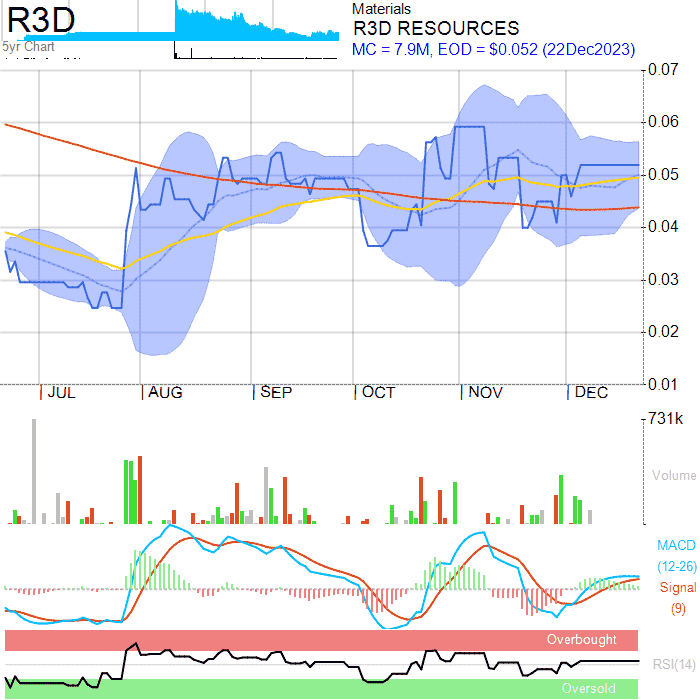 R3D
5yr Chart
Materials
R3D RESOURCES
MC = 7.9M, EOD = $0.052 (22Dec2023)
0.07
0.06
0.05
0.04
0.03
0.02
0.01
JUL AUG SEP OCT NOV DEC
731k
Volume
MACD
(12-26)
Signal
(9)
Overbought
RSI(14)
Oversold